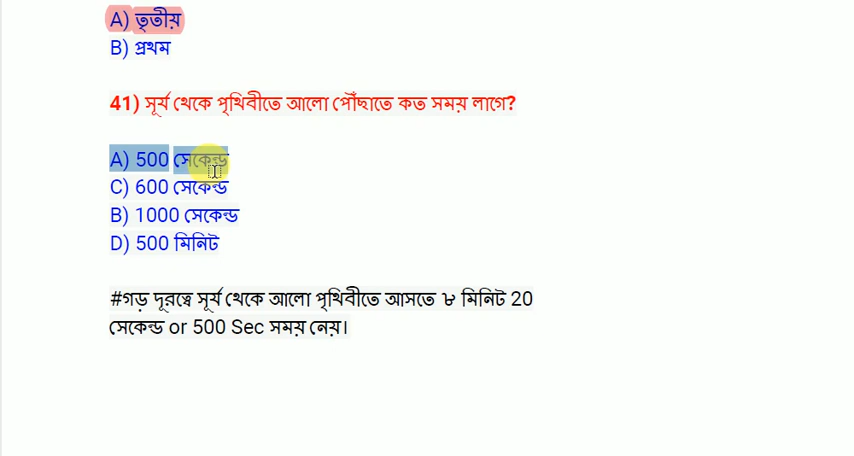 A) তৃতীয়
B) প্রথম
41) সূর্য থেকে পৃথিবীতে আলো পৌঁছাতে কত সময় লাগে?
A) 500 সেকেন্ড
C) 600 সেকেন্ড
B) 1000 সেকেন্ড
D) 500 মিনিট
#গড় দূরত্বে সূর্য থেকে আলো পৃথিবীতে আসতে ৮ মিনিট 20
সেকেন্ড or 500 Sec সময় নেয়।